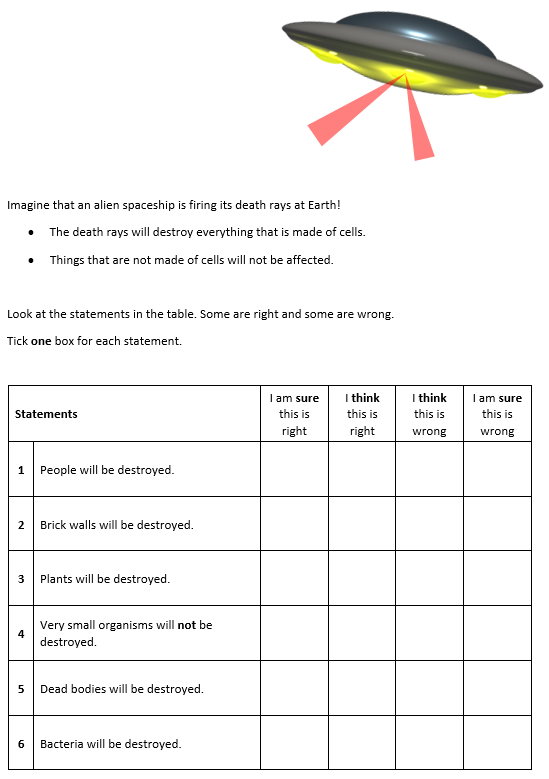 Imagine that an alien spaceship is firing its death rays at Earth!
• The death rays will destroy everything that is made of cells.
• Things that are not made of cells will not be affected.
Look at the statements in the table. Some are right and some are wrong.
Tick one box for each statement.
Statements
I am sure
this is
right
I think
this is
right
I think
this is
wrong
I am sure
this is
wrong
1 People will be destroyed.
2 Brick walls will be destroyed.
3 Plants will be destroyed.
4 Very small organisms will not be
destroyed.
5 Dead bodies will be destroyed.
6 Bacteria will be destroyed.